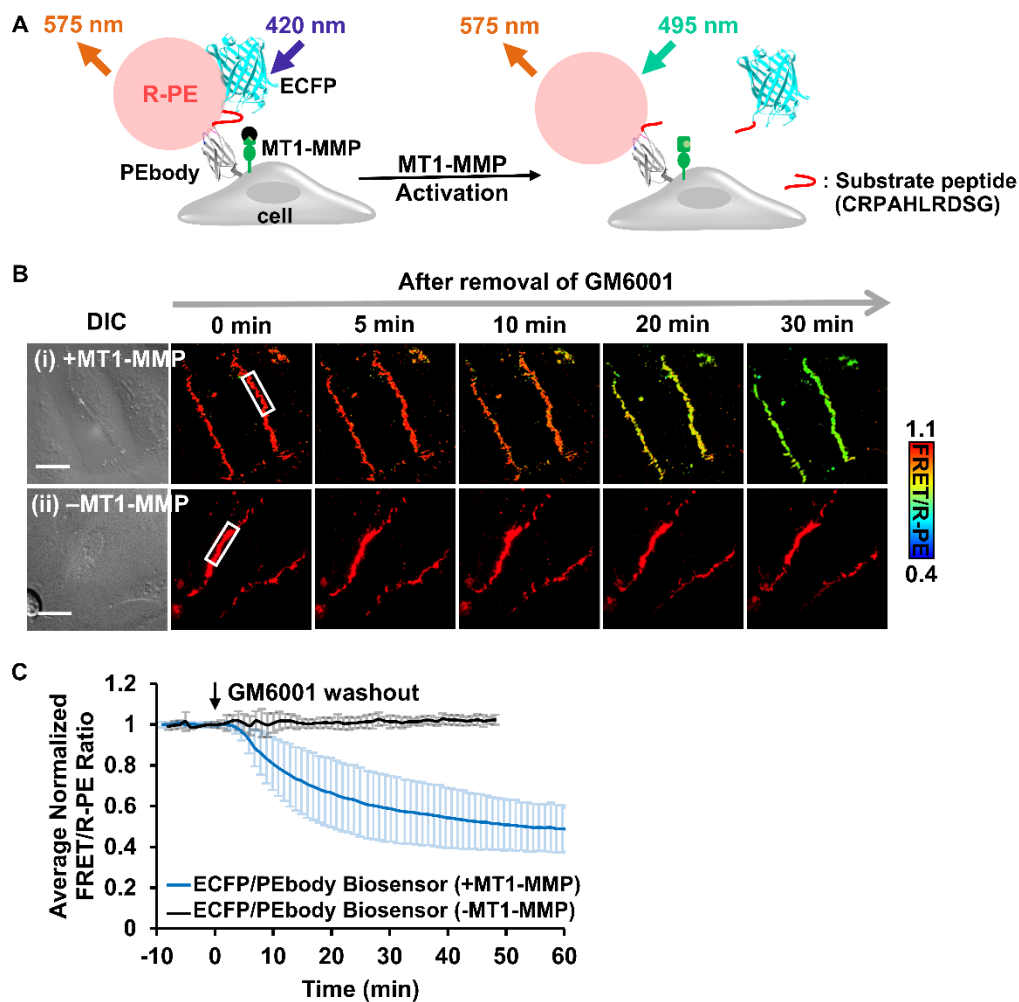 A
575 nm
420 nm
R-PE
ECFP
PEbody
MT1-MMP
cell
MT1-MMP
Activation
575 nm
495 nm
: Substrate peptide
(CRPAHLRDSG)
B
After removal of GM6001
DIC
0 min
5 min
10 min
20 min
30 min
(i) +MT1-MMP
(ii) –MT1-MMP
1.1
FRET/R-PE
0.4
C
GM6001 washout
Average Normalized
FRET/R-PE Ratio
1.2
1
0.8
0.6
0.4
0.2
0
ECFP/PEbody Biosensor (+MT1-MMP)
ECFP/PEbody Biosensor (-MT1-MMP)
-10 0 10 20 30 40 50 60
Time (min)